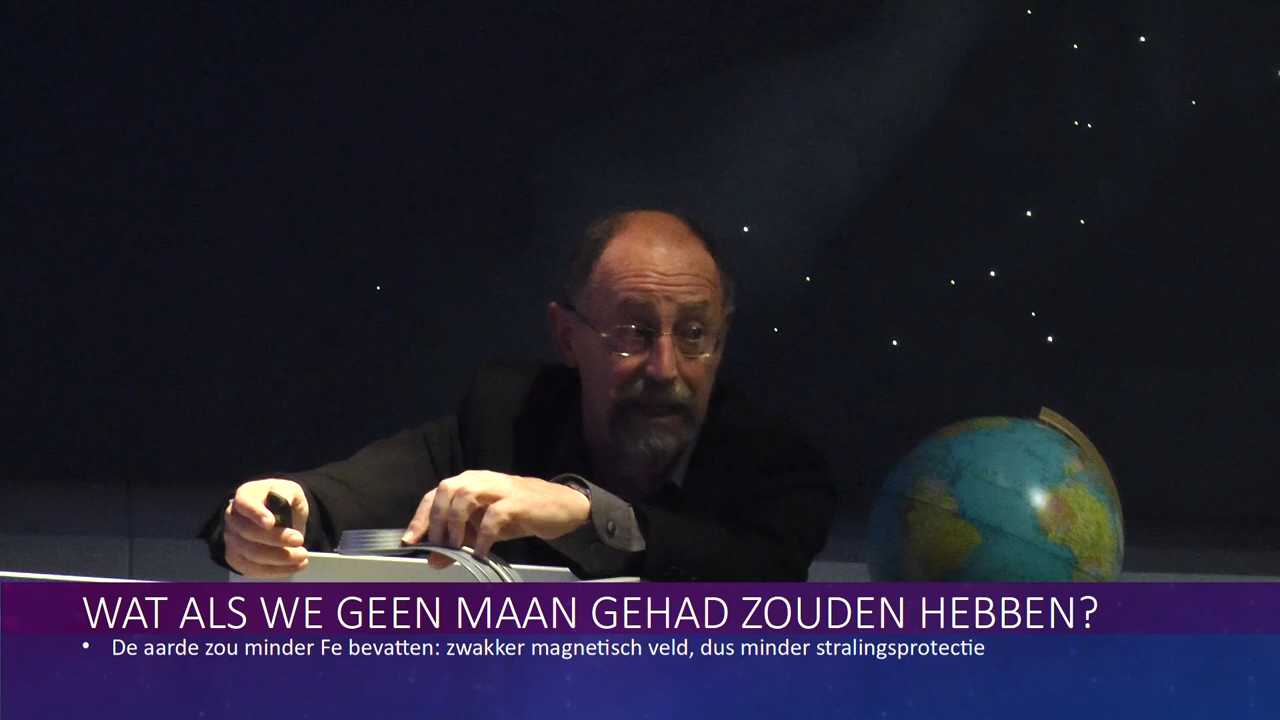 WAT ALS WE GEEN MAAN GEHAD ZOUDEN HEBBEN?
• De aarde zou minder Fe bevatten: zwakker magnetisch veld, dus minder stralingsprotectie